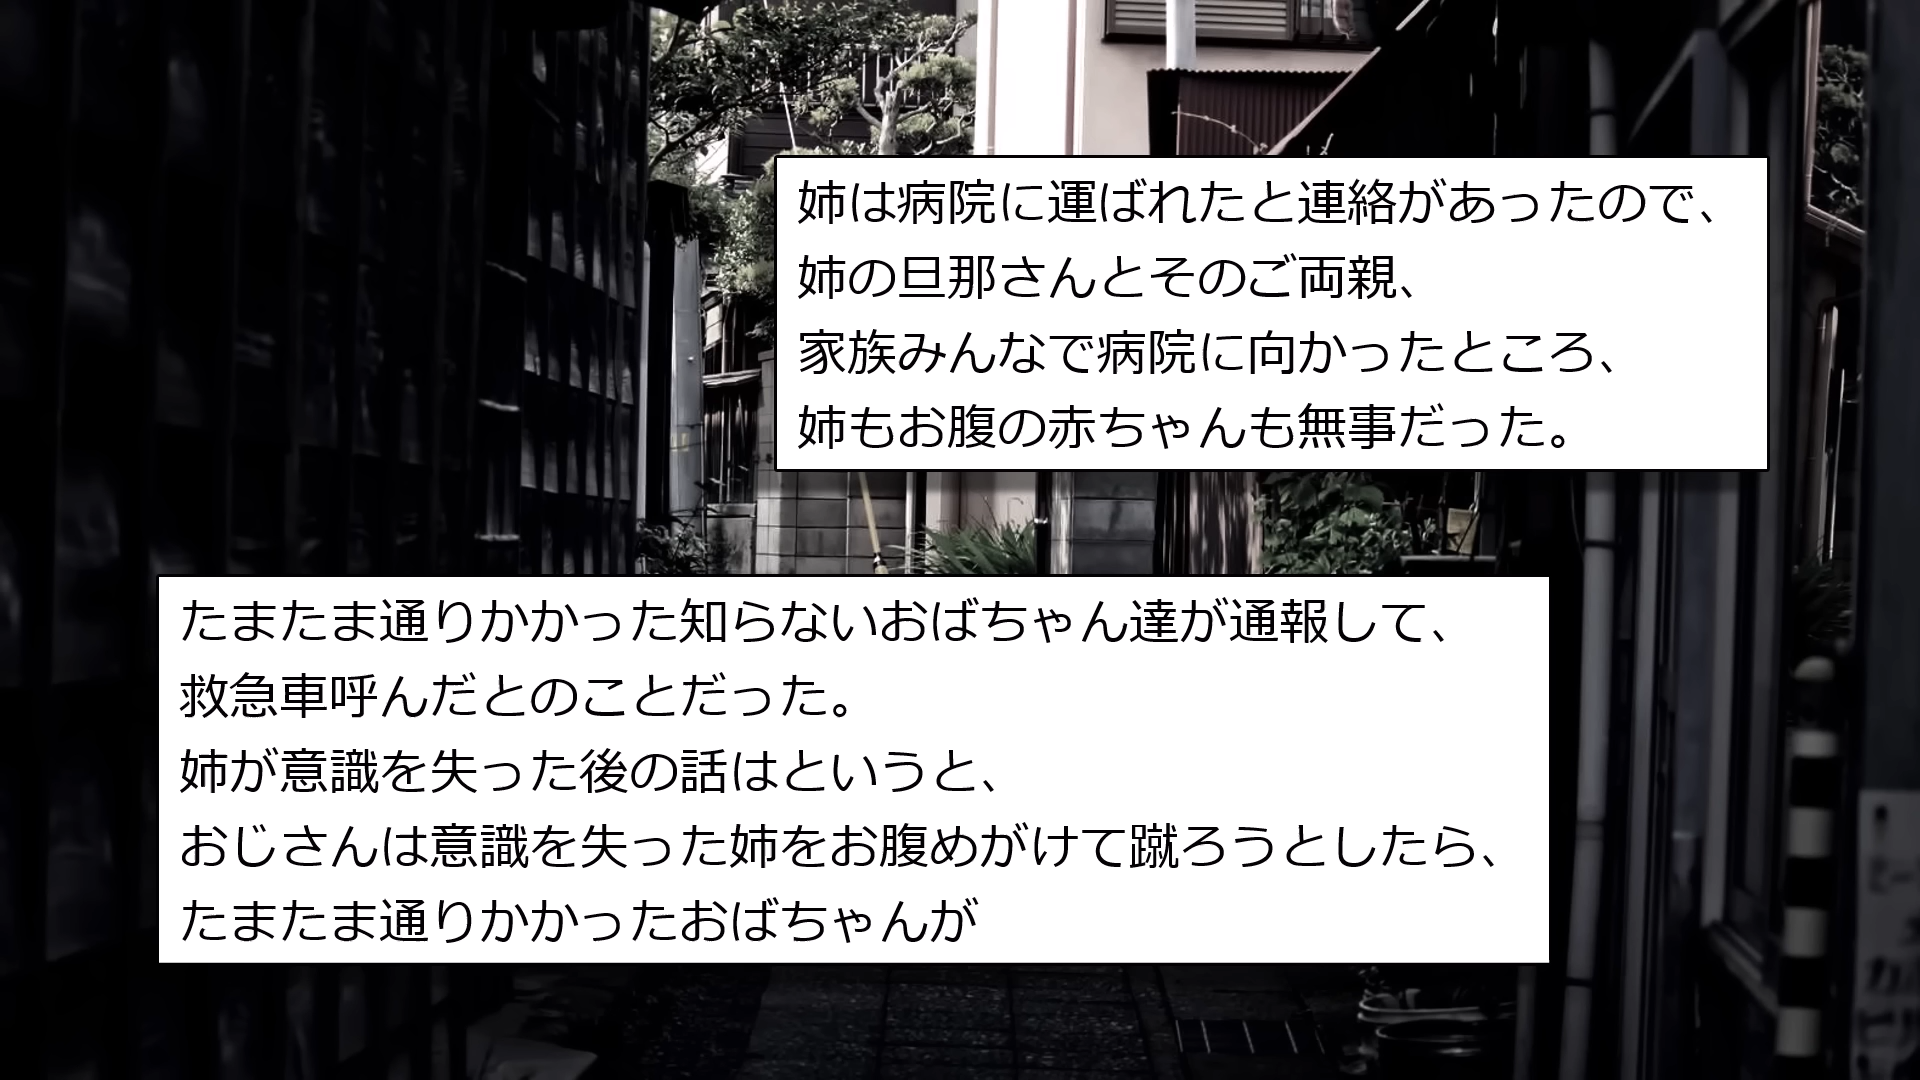 姉は病院に運ばれたと連絡があったので、
姉の旦那さんとそのご両親、
家族みんなで病院に向かったところ、
姉もお腹の赤ちゃんも無事だった。
たまたま通りかかった知らないおばちゃん達が通報して、
救急車呼んだとのことだった。
姉が意識を失った後の話はというと、
おじさんは意識を失った姉をお腹めがけて蹴ろうとしたら、
たまたま通りかかったおばちゃんが